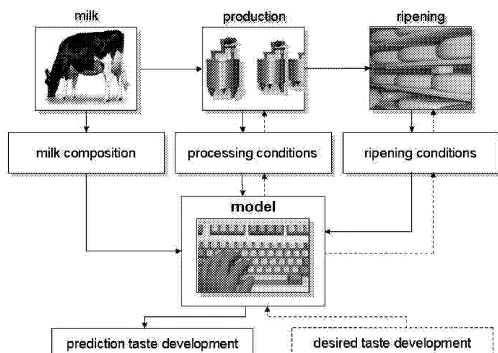 milk
production
ripening
milk composition
processing conditions
ripening conditions
model
prediction taste development
desired taste development